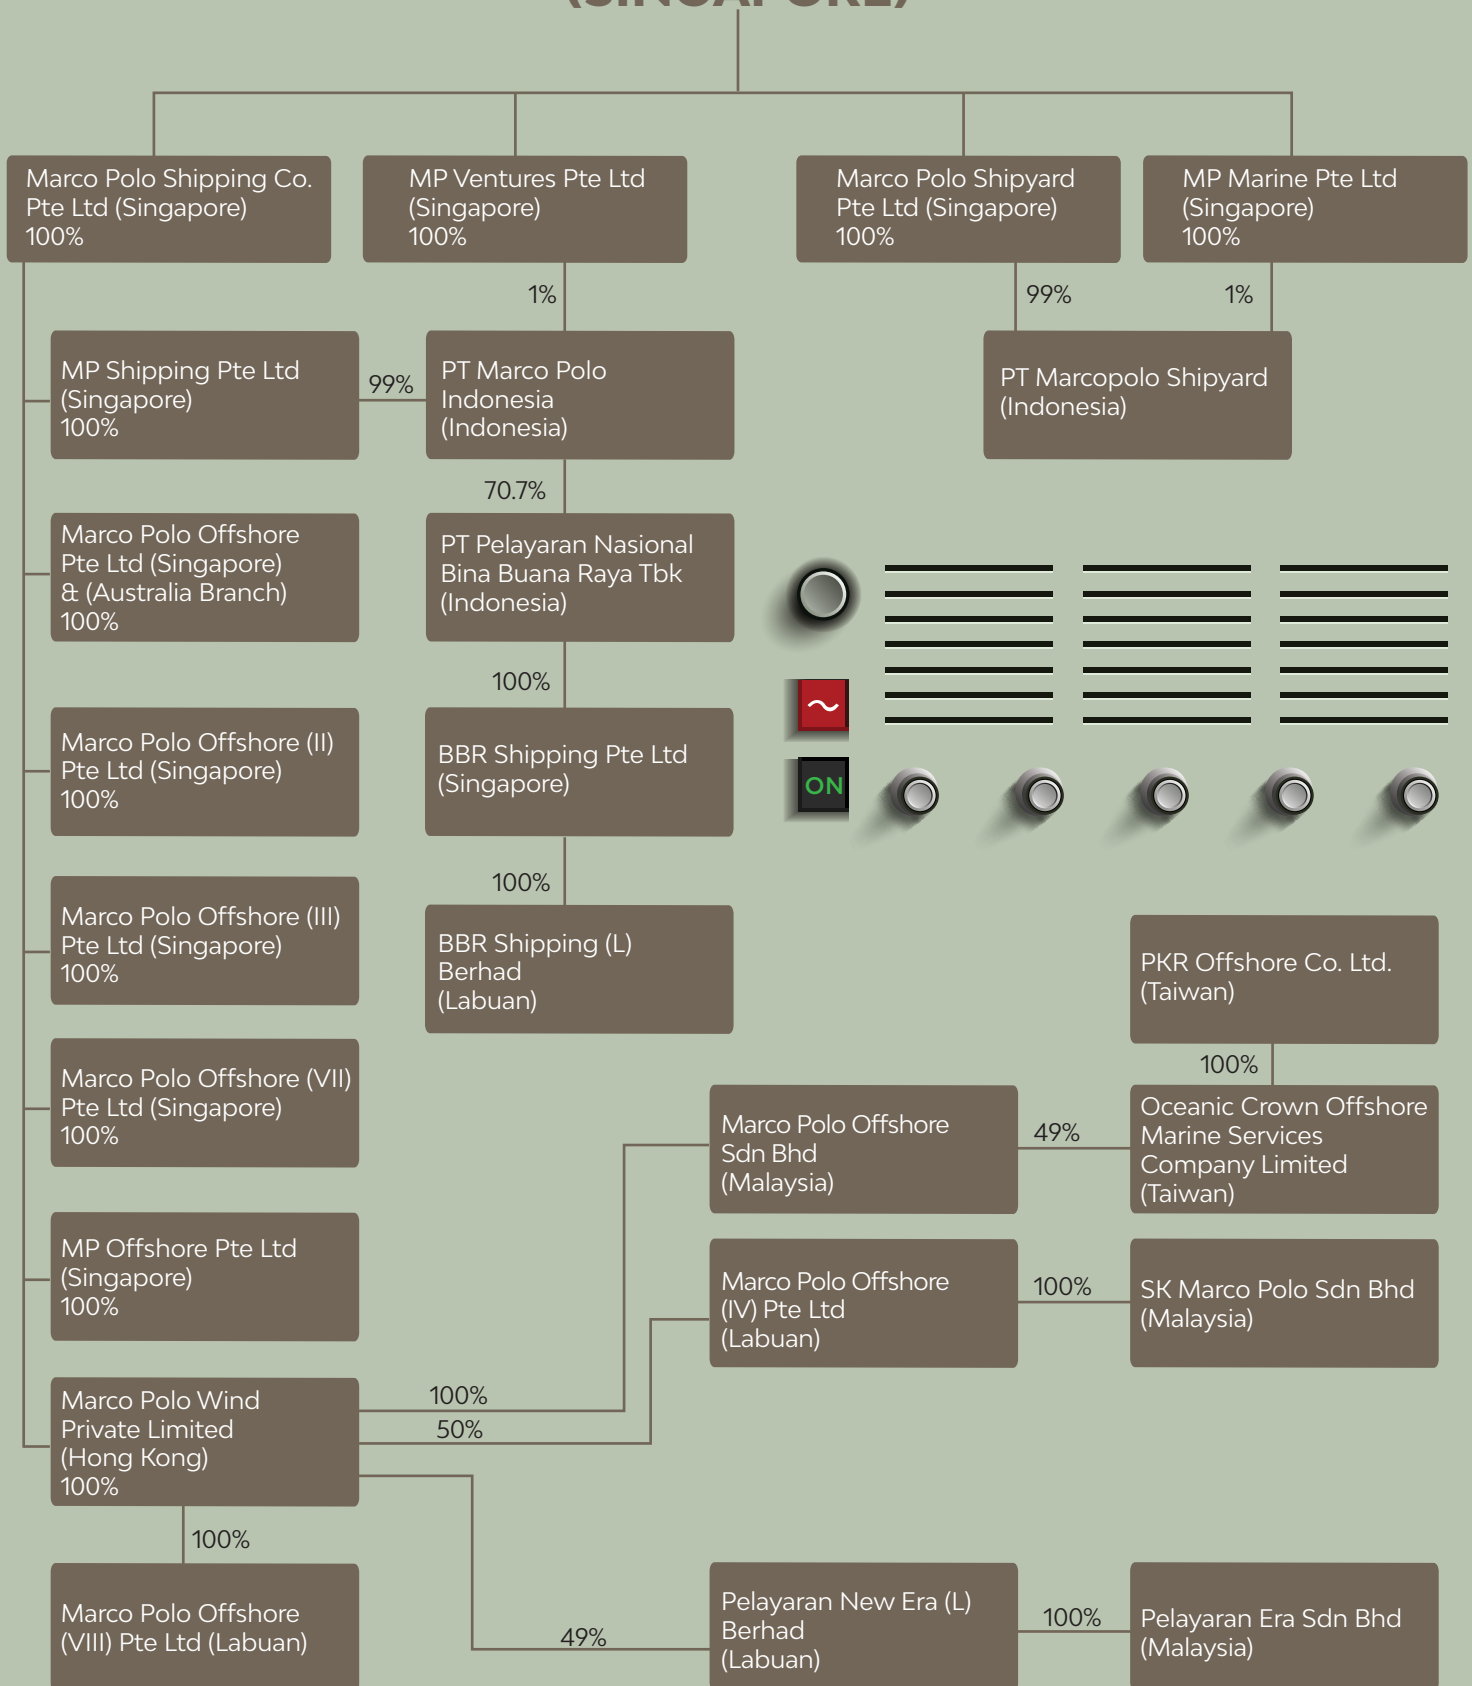 (SINGAPORE)
Marco Polo Shipping Co.
Pte Ltd (Singapore)
100%
MP Ventures Pte Ltd
(Singapore)
100%
Marco Polo Shipyard
Pte Ltd (Singapore)
100%
MP Marine Pte Ltd
(Singapore)
100%
1%
99%
1%
MP Shipping Pte Ltd
(Singapore)
100%
99%
PT Marco Polo
Indonesia
(Indonesia)
PT Marcopolo Shipyard
(Indonesia)
70.7%
Marco Polo Offshore
Pte Ltd (Singapore)
& (Australia Branch)
100%
PT Pelayaran Nasional
Bina Buana Raya Tbk
(Indonesia)
100%
Marco Polo Offshore (II)
Pte Ltd (Singapore)
100%
BBR Shipping Pte Ltd
(Singapore)
ON
100%
Marco Polo Offshore (III)
Pte Ltd (Singapore)
100%
BBR Shipping (L)
Berhad
(Labuan)
PKR Offshore Co. Ltd.
(Taiwan)
100%
Marco Polo Offshore (VII)
Pte Ltd (Singapore)
100%
Marco Polo Offshore
Sdn Bhd
(Malaysia)
49%
Oceanic Crown Offshore
Marine Services
Company Limited
(Taiwan)
MP Offshore Pte Ltd
(Singapore)
100%
Marco Polo Offshore
(IV) Pte Ltd
(Labuan)
100%
SK Marco Polo Sdn Bhd
(Malaysia)
Marco Polo Wind
Private Limited
(Hong Kong)
100%
100%
50%
100%
Marco Polo Offshore
(VIII) Pte Ltd (Labuan)
49%
Pelayaran New Era (L)
Berhad
(Labuan)
100%
Pelayaran Era Sdn Bhd
(Malaysia)